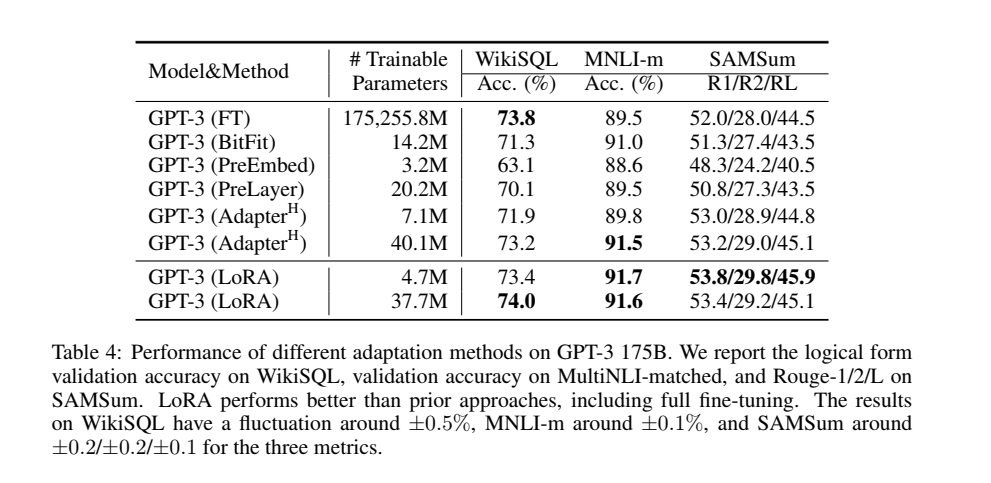 Model&Method # Trainable Parameters WikiSQL MNLI-m SAMSum
Acc. (%) Acc. (%) R1/R2/RL
GPT-3 (FT) 175,255.8M 73.8 89.5 52.0/28.0/44.5
GPT-3 (BitFit) 14.2M 71.3 91.0 51.3/27.4/43.5
GPT-3 (PreEmbed) 3.2M 63.1 88.6 48.3/24.2/40.5
GPT-3 (PreLayer) 20.2M 70.1 89.5 50.8/27.3/43.5
GPT-3 (Adapterᴴ) 7.1M 71.9 89.8 53.0/28.9/44.8
GPT-3 (Adapterᴴ) 40.1M 73.2 91.5 53.2/29.0/45.1
GPT-3 (LoRA) 4.7M 73.4 91.7 53.8/29.8/45.9
GPT-3 (LoRA) 37.7M 74.0 91.6 53.4/29.2/45.1
Table 4: Performance of different adaptation methods on GPT-3 175B. We report the logical form
validation accuracy on WikiSQL, validation accuracy on MultiNLI-matched, and Rouge-1/2/L on
SAMSum. LoRA performs better than prior approaches, including full fine-tuning. The results
on WikiSQL have a fluctuation around ±0.5%, MNLI-m around ±0.1%, and SAMSum around
±0.2/±0.2/±0.1 for the three metrics.